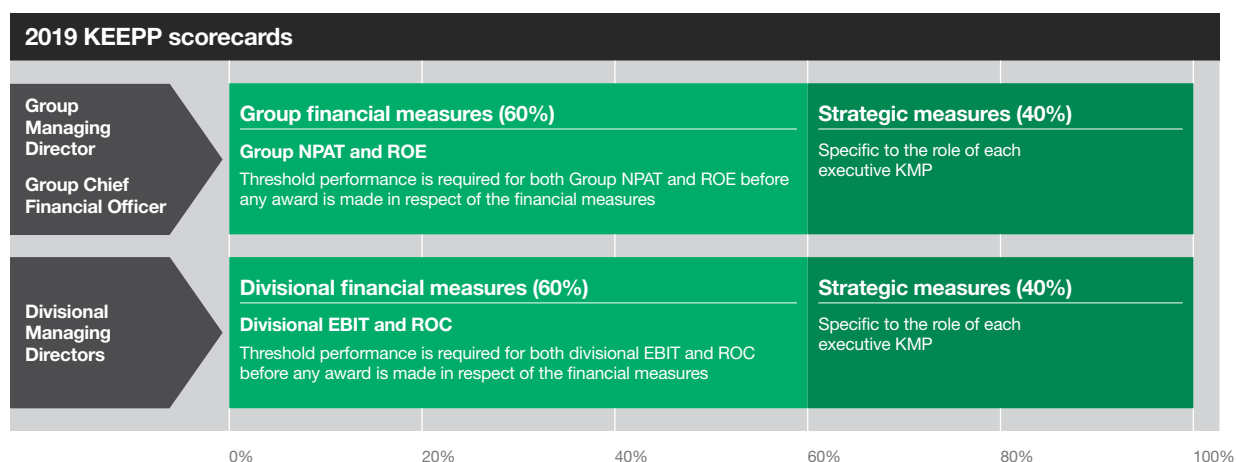 2019 KEEPP scorecards
Group
Managing
Director
Group Chief
Financial Officer
Group financial measures (60%)
Group NPAT and ROE
Threshold performance is required for both Group NPAT and ROE before
any award is made in respect of the financial measures
Strategic measures (40%)
Specific to the role of each
executive KMP
Divisional
Managing
Directors
Divisional financial measures (60%)
Divisional EBIT and ROC
Threshold performance is required for both divisional EBIT and ROC
before any award is made in respect of the financial measures
Strategic measures (40%)
Specific to the role of each
executive KMP
0% 20% 40% 60% 80% 100%